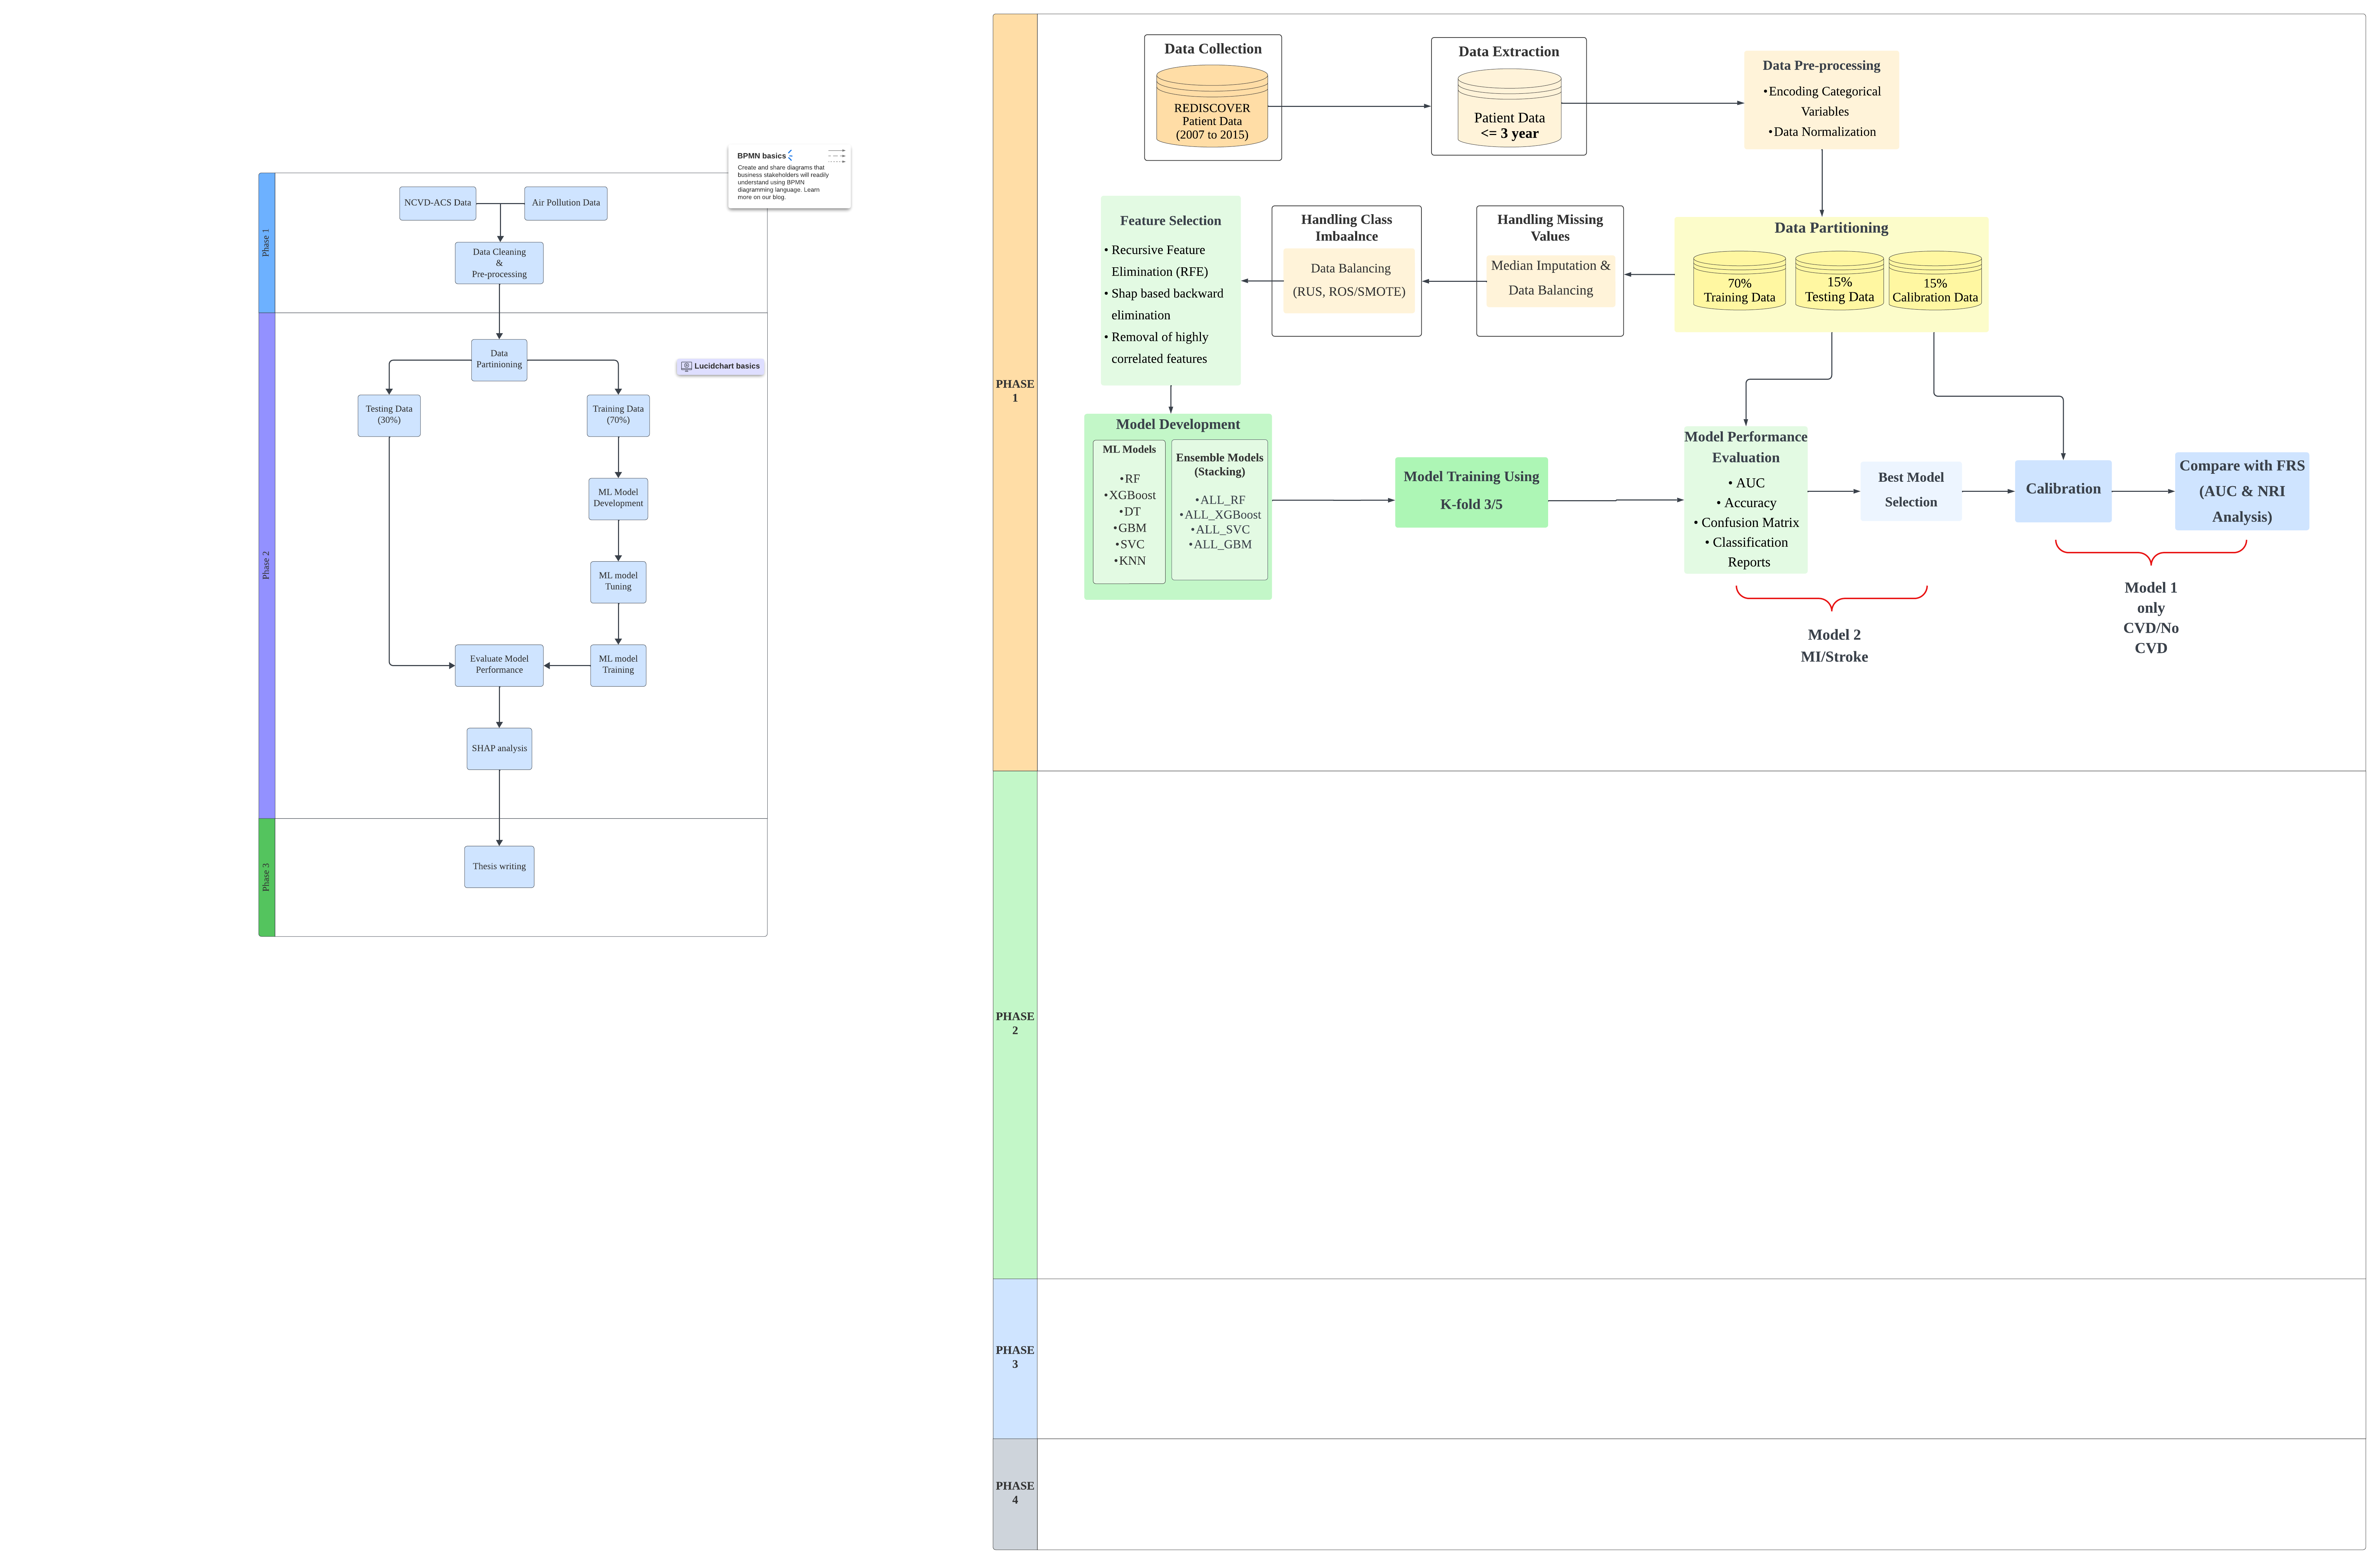 BPMN basics
Create and share diagrams that
business stakeholders will readily
understand using BPMN
diagramming language. Learn
more on our blog.
Phase 1
NCVD-ACS Data
Air Pollution Data
Data Cleaning
&
Pre-processing
Phase 2
Data
Partinioning
Lucidchart basics
Testing Data
(30%)
Training Data
(70%)
ML Model
Development
ML model
Tuning
Evaluate Model
Performance
ML model
Training
SHAP analysis
Phase 3
Thesis writing
PHASE
1
Data Collection
REDISCOVER
Patient Data
(2007 to 2015)
Data Extraction
Patient Data
<= 3 year
Data Pre-processing
•Encoding Categorical
Variables
•Data Normalization
Data Partitioning
70%
Training Data
15%
Testing Data
15%
Calibration Data
Handling Missing
Values
Median Imputation &
Data Balancing
Handling Class
Imbaalnce
Data Balancing
(RUS, ROS/SMOTE)
Feature Selection
• Recursive Feature
Elimination (RFE)
• Shap based backward
elimination
• Removal of highly
correlated features
Model Development
ML Models
•RF
•XGBoost
•DT
•GBM
•SVC
•KNN
Ensemble Models
(Stacking)
•ALL_RF
•ALL_XGBoost
•ALL_SVC
•ALL_GBM
Model Training Using
K-fold 3/5
Model Performance
Evaluation
• AUC
• Accuracy
• Confusion Matrix
• Classification
Reports
Best Model
Selection
Calibration
Compare with FRS
(AUC & NRI
Analysis)
Model 2
MI/Stroke
Model 1
only
CVD/No
CVD
PHASE
2
PHASE
3
PHASE
4